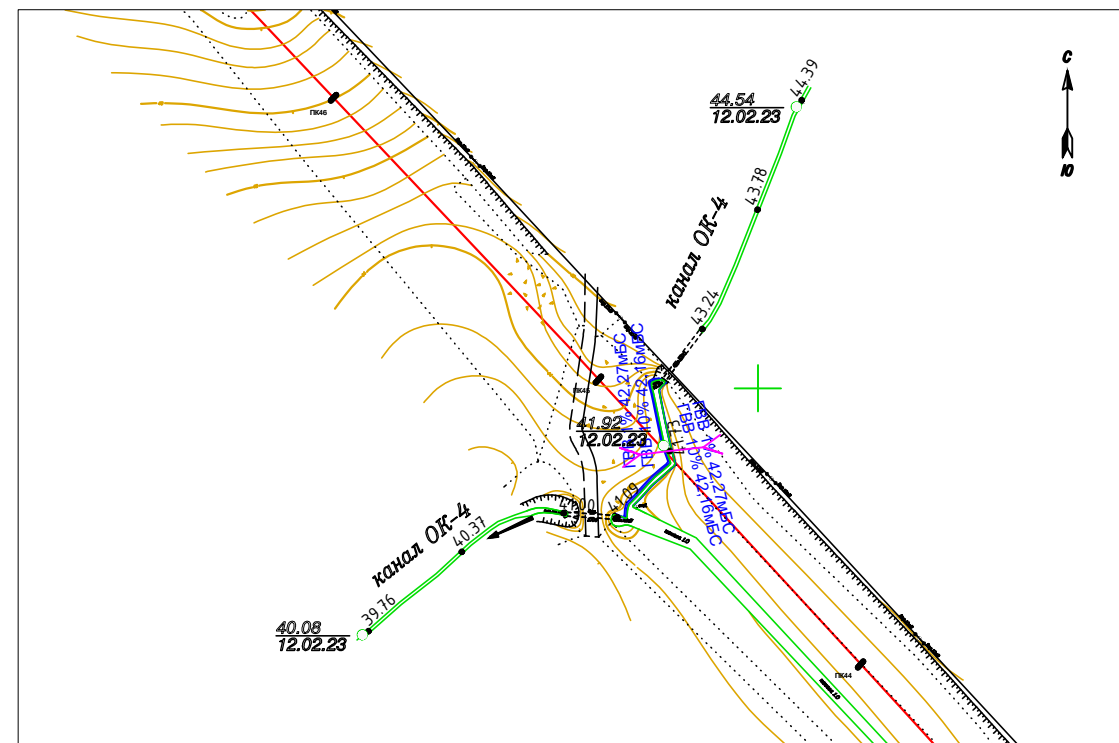 С
44.39
44.54
12.02.23
ПК46
Ю
43.78
канал ОК-4
43.24
ГВВ 1% 42,27мБС
ГВВ 10% 42,16мБС
ПК45
41.92
12.02.23
ГВВ 1% 42,27мБС
ГВВ 10% 42,16мБС
41.00
41.09
канал ОК-4
40.37
39.76
40.08
12.02.23
ПК44